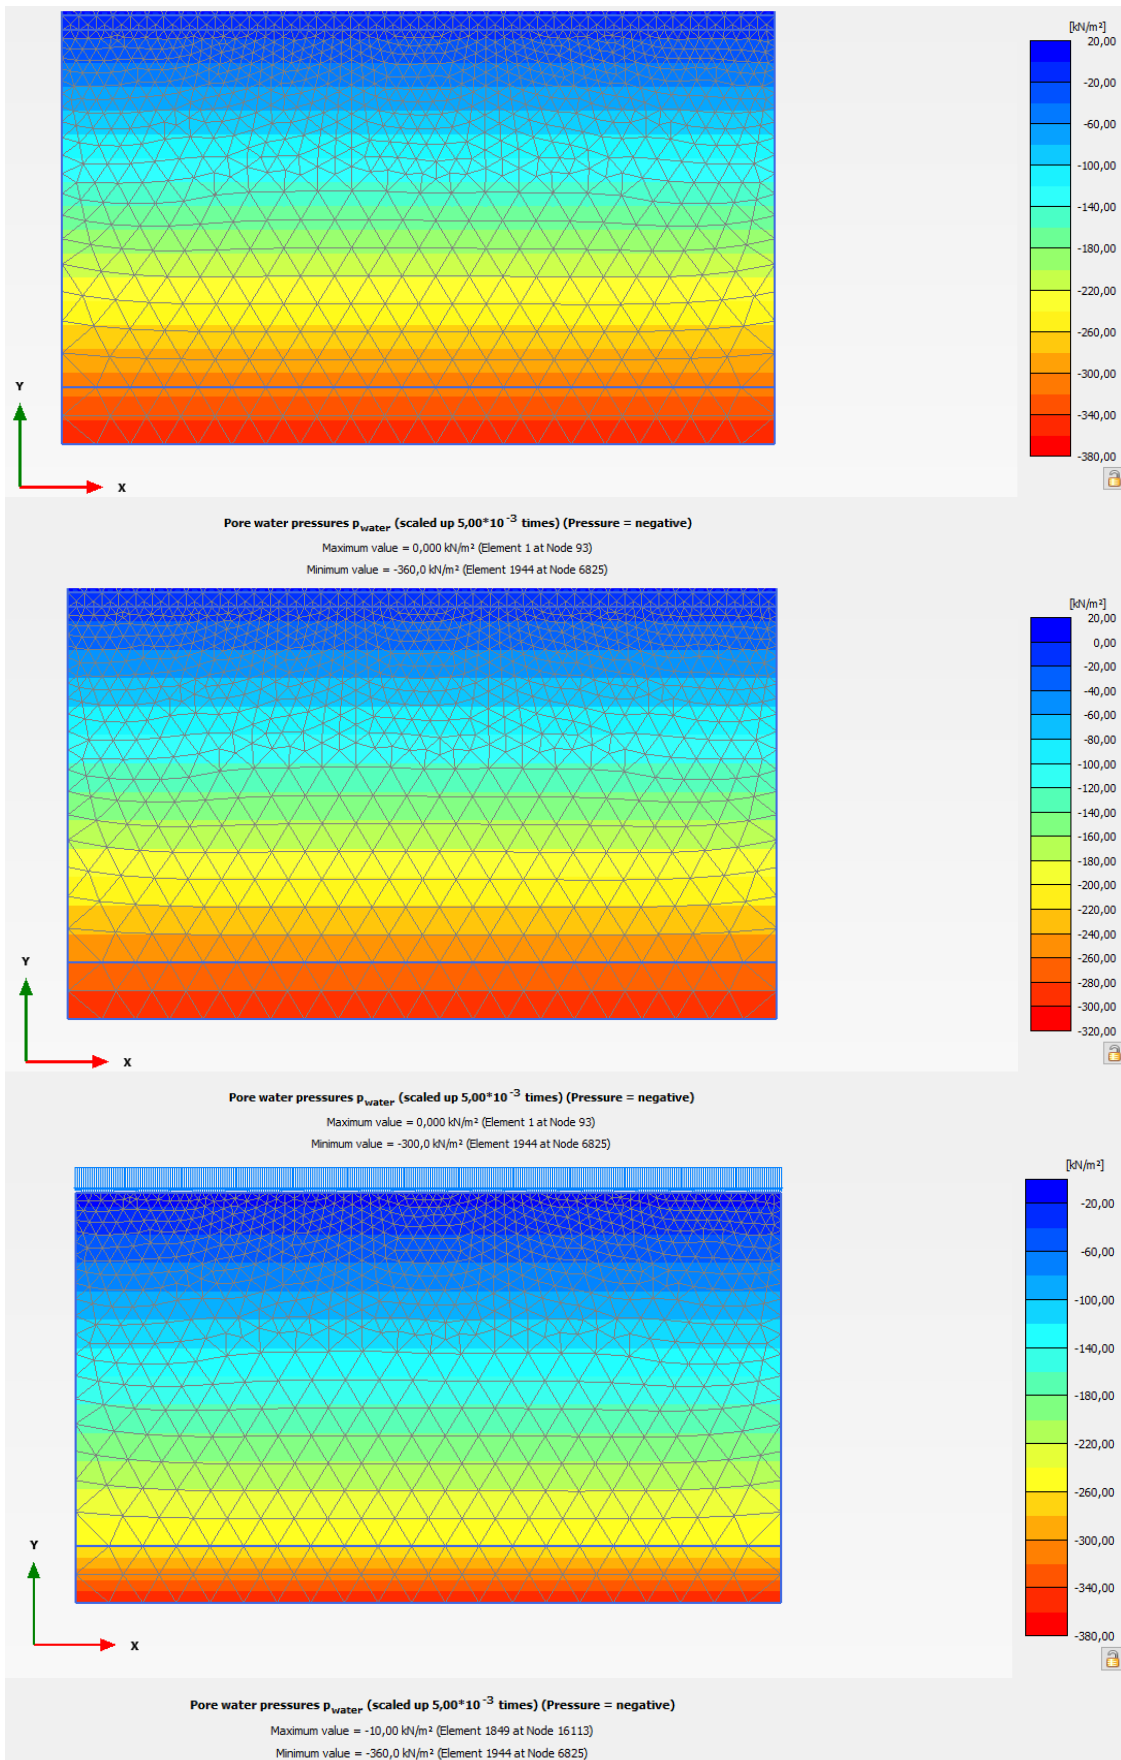 [kN/m²]
20,00
-20,00
-60,00
-100,00
-140,00
-180,00
-220,00
-260,00
-300,00
-340,00
-380,00
Y
X
Pore water pressures p_water (scaled up 5,00*10^-3 times) (Pressure = negative)
Maximum value = 0,000 kN/m² (Element 1 at Node 93)
Minimum value = -360,0 kN/m² (Element 1944 at Node 6825)
[kN/m²]
20,00
0,00
-20,00
-40,00
-60,00
-80,00
-100,00
-120,00
-140,00
-160,00
-180,00
-200,00
-220,00
-240,00
-260,00
-280,00
-300,00
-320,00
Y
X
Pore water pressures p_water (scaled up 5,00*10^-3 times) (Pressure = negative)
Maximum value = 0,000 kN/m² (Element 1 at Node 93)
Minimum value = -300,0 kN/m² (Element 1944 at Node 6825)
[kN/m²]
-20,00
-60,00
-100,00
-140,00
-180,00
-220,00
-260,00
-300,00
-340,00
-380,00
Y
X
Pore water pressures p_water (scaled up 5,00*10^-3 times) (Pressure = negative)
Maximum value = -10,00 kN/m² (Element 1849 at Node 16113)
Minimum value = -360,0 kN/m² (Element 1944 at Node 6825)